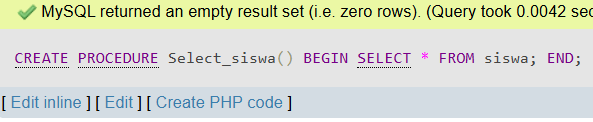 MySQL returned an empty result set (i.e. zero rows). (Query took 0.0042 sec
CREATE PROCEDURE Select_siswa() BEGIN SELECT * FROM siswa; END;
[ Edit inline ] [ Edit ] [ Create PHP code ]